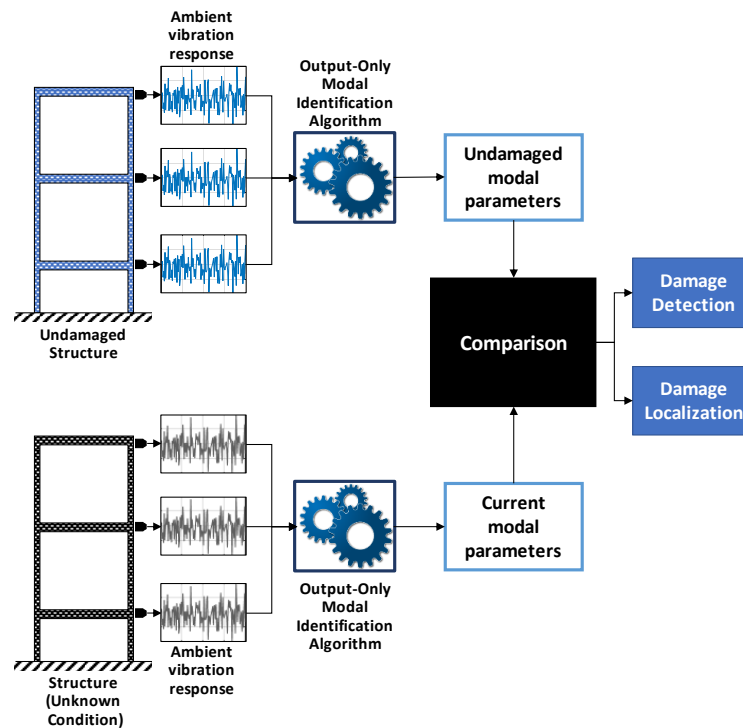 Ambient
vibration
response
Output-Only
Modal
Identification
Algorithm
Undamaged
modal
parameters
Undamaged
Structure
Comparison
Damage
Detection
Damage
Localization
Current
modal
parameters
Output-Only
Modal
Identification
Algorithm
Ambient
vibration
response
Structure
(Unknown
Condition)